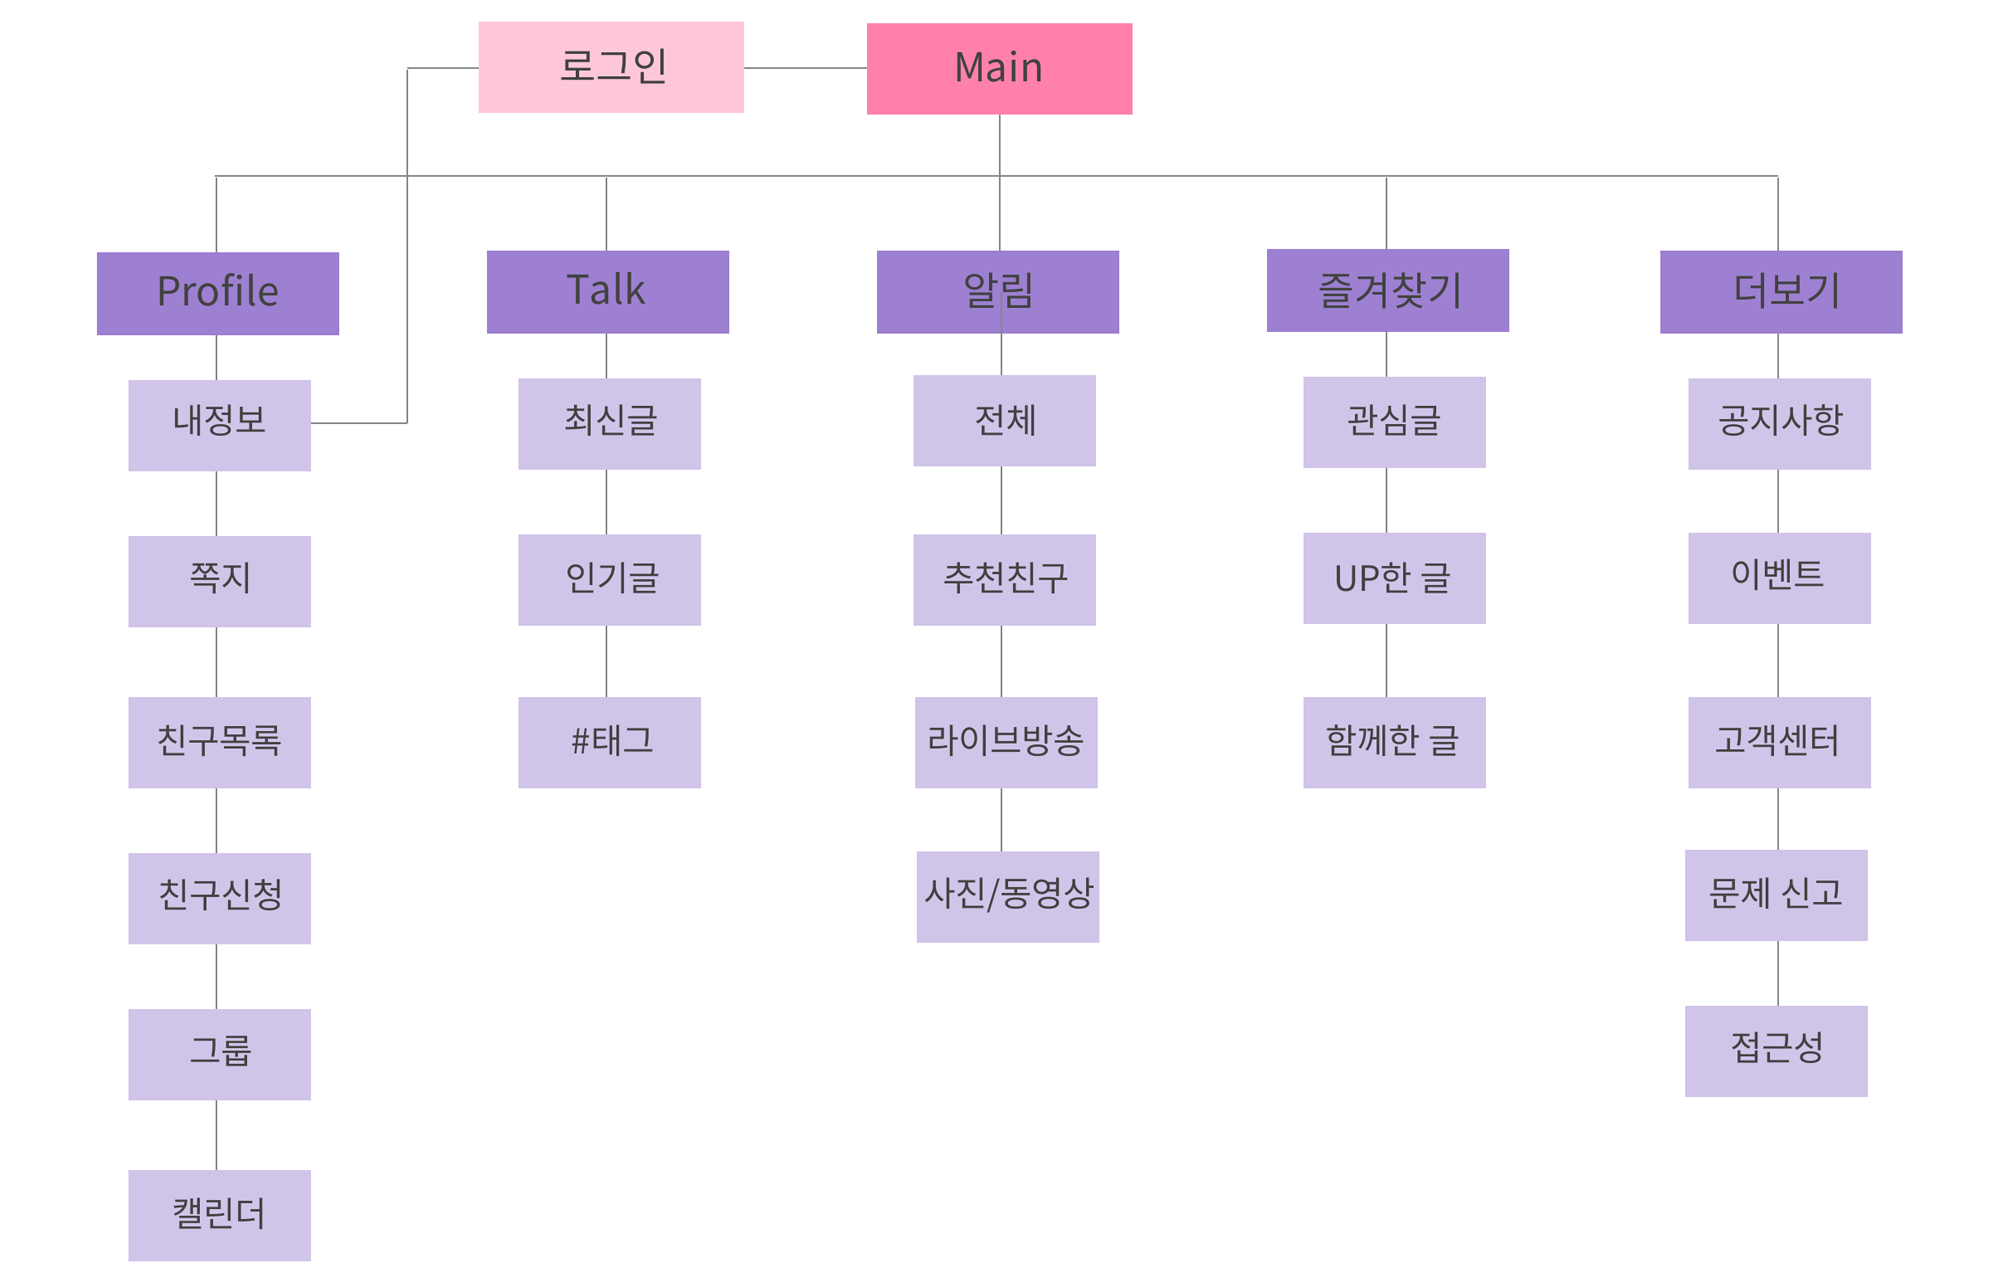 로그인
Main
Profile
Talk
알림
즐겨찾기
더보기
내정보
최신글
전체
관심글
공지사항
쪽지
인기글
추천친구
UP한 글
이벤트
친구목록
#태그
라이브방송
함께한 글
고객센터
친구신청
사진/동영상
문제 신고
그룹
접근성
캘린더